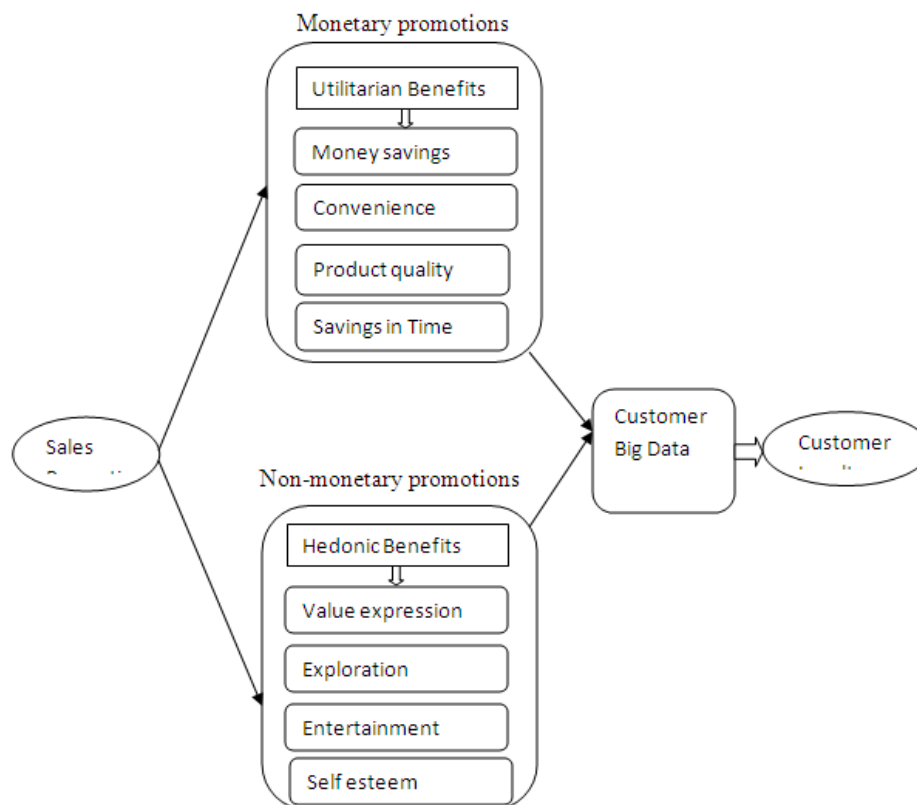 Monetary promotions
Utilitarian Benefits
Money savings
Convenience
Product quality
Savings in Time
Sales
Customer
Big Data
Customer
Non-monetary promotions
Hedonic Benefits
Value expression
Exploration
Entertainment
Self esteem